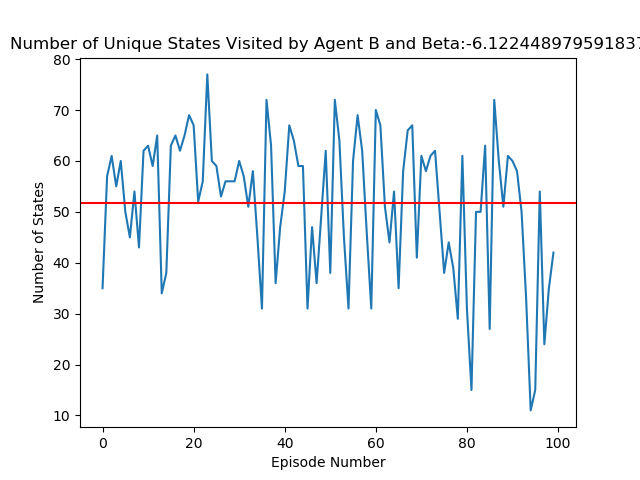 Number of Unique States Visited by Agent B and Beta:-6.122448979591837
80
70
60
50
40
30
20
10
Number of States
0 20 40 60 80 100
Episode Number